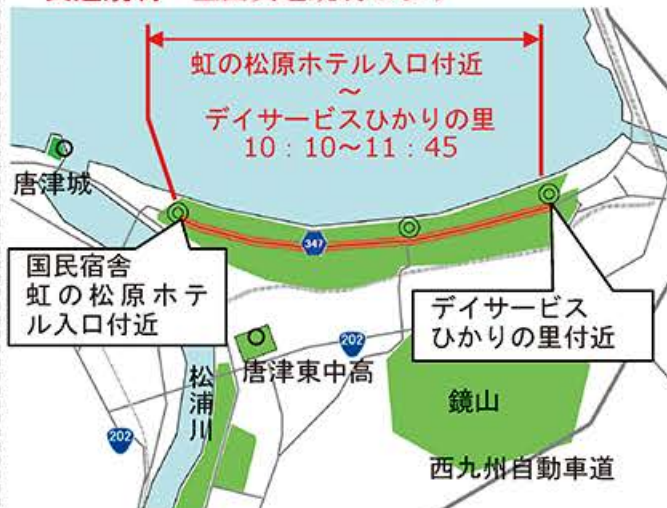 虹の松原ホテル入口付近
～
デイサービスひかりの里
10：10～11：45
唐津城
347
国民宿舎
虹の松原ホテ
ル入口付近
デイサービス
ひかりの里付近
202
唐津東中高
松浦川
鏡山
202
西九州自動車道